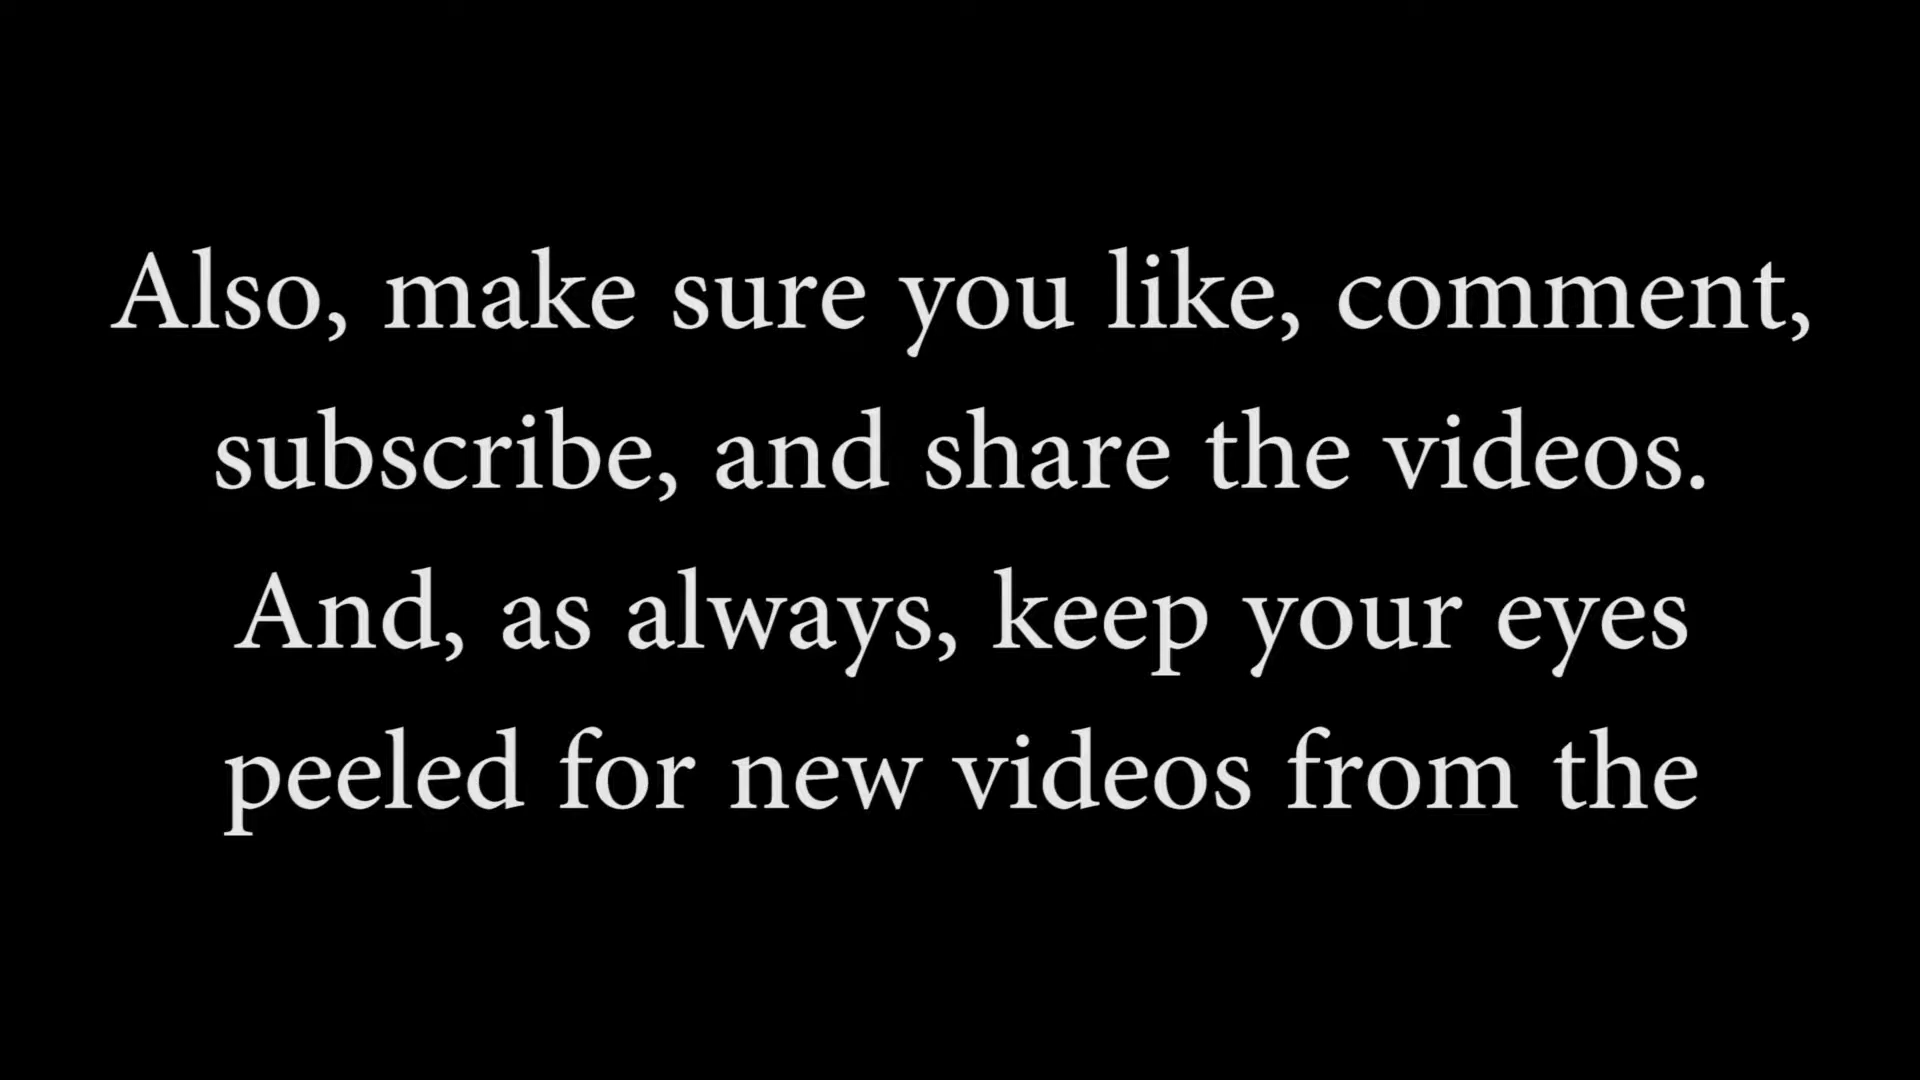 Also, make sure you like, comment,
subscribe, and share the videos.
And, as always, keep your eyes
peeled for new videos from the